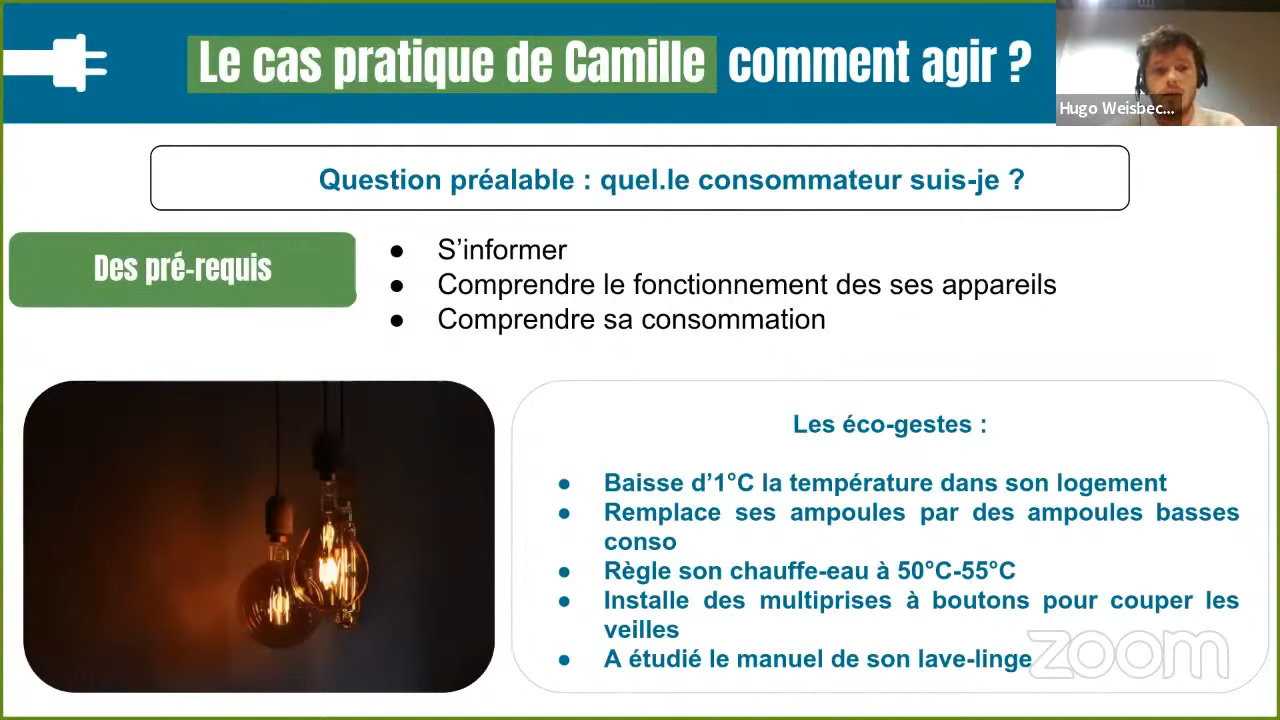 Le cas pratique de Camille comment agir ?
Hugo Weisbec...
Question préalable : quel.le consommateur suis-je ?
Des pré-requis
● S’informer
● Comprendre le fonctionnement des ses appareils
● Comprendre sa consommation
Les éco-gestes :
● Baisse d’1°C la température dans son logement
● Remplace ses ampoules par des ampoules basses
conso
● Règle son chauffe-eau à 50°C-55°C
● Installe des multiprises à boutons pour couper les
veilles
● A étudié le manuel de son lave-linge
zoom